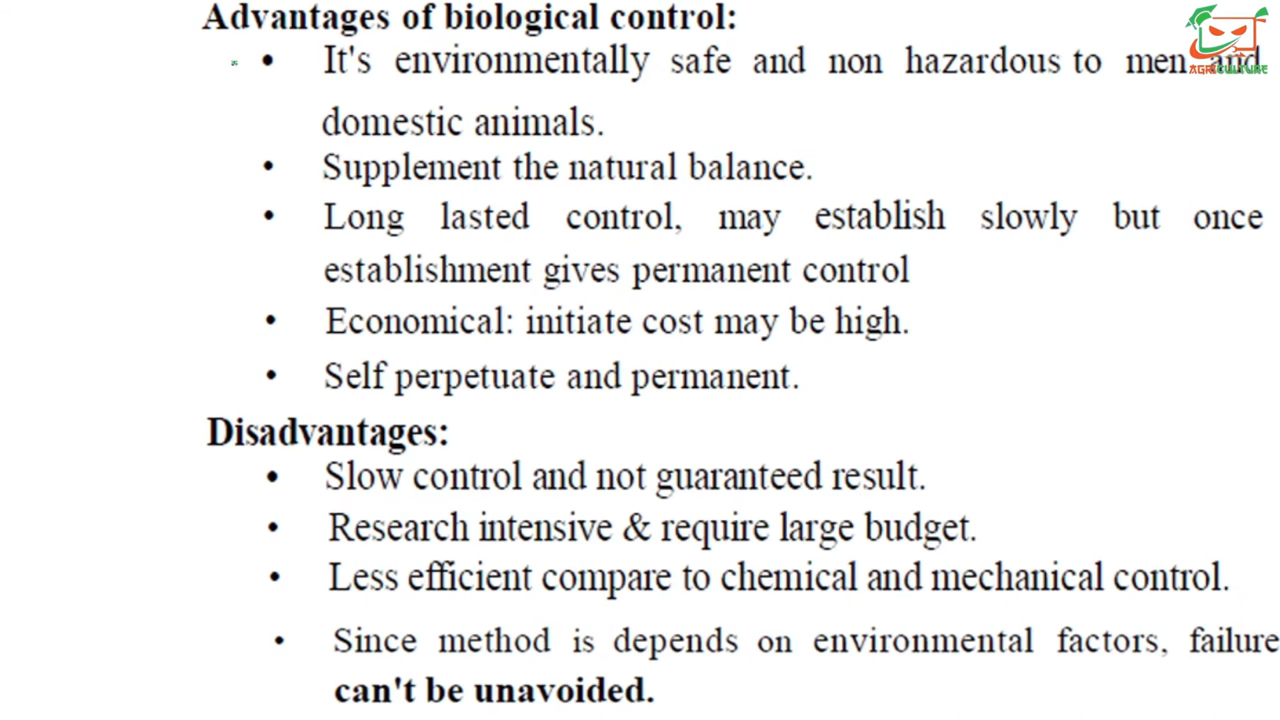 Advantages of biological control:
• It's environmentally safe and non hazardous to men and
domestic animals.
• Supplement the natural balance.
• Long lasted control, may establish slowly but once
establishment gives permanent control
• Economical: initiate cost may be high.
• Self perpetuate and permanent.
Disadvantages:
• Slow control and not guaranteed result.
• Research intensive & require large budget.
• Less efficient compare to chemical and mechanical control.
• Since method is depends on environmental factors, failure
can't be unavoided.
AGRICULTURE